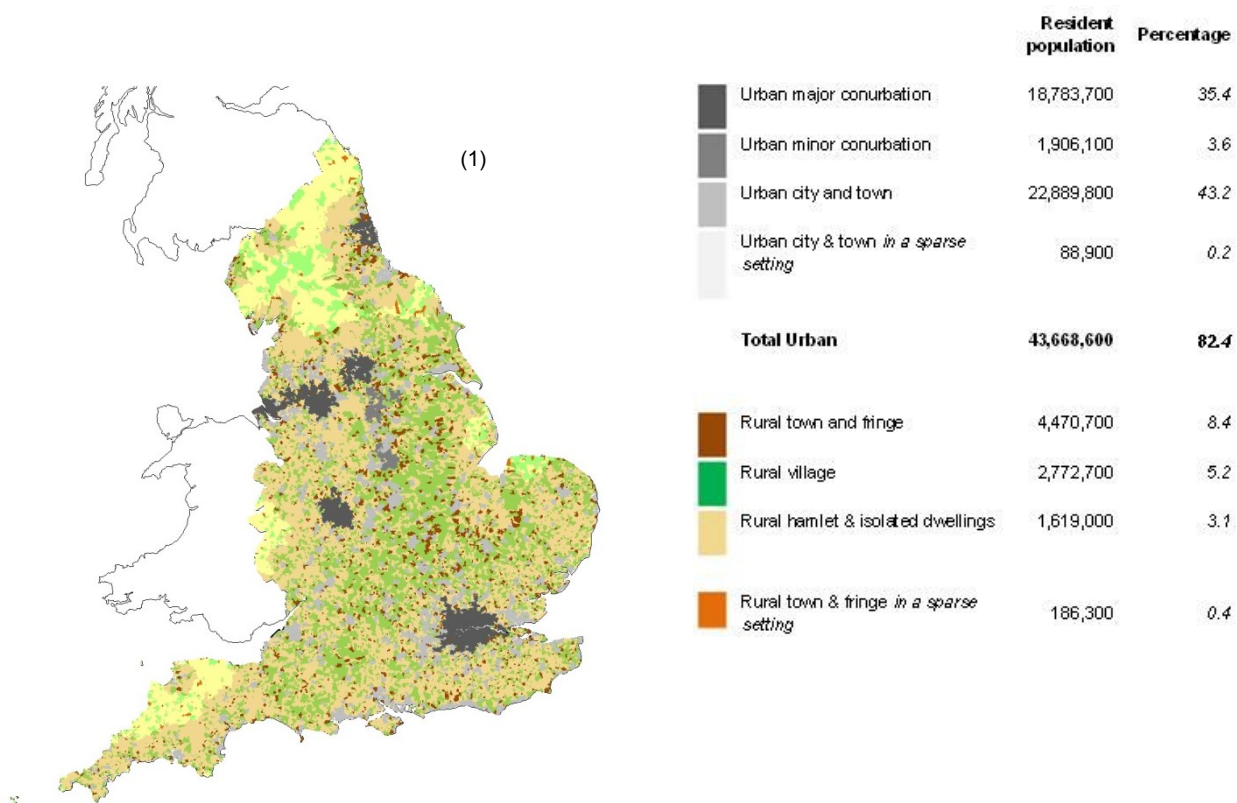 Resident
population Percentage
(1)
Urban major conurbation 18,783,700 35.4
Urban minor conurbation 1,906,100 3.6
Urban city and town 22,889,800 43.2
Urban city & town in a sparse
setting 88,900 0.2
Total Urban 43,668,600 82.4
Rural town and fringe 4,470,700 8.4
Rural village 2,772,700 5.2
Rural hamlet & isolated dwellings 1,619,000 3.1
Rural town & fringe in a sparse
setting 186,300 0.4